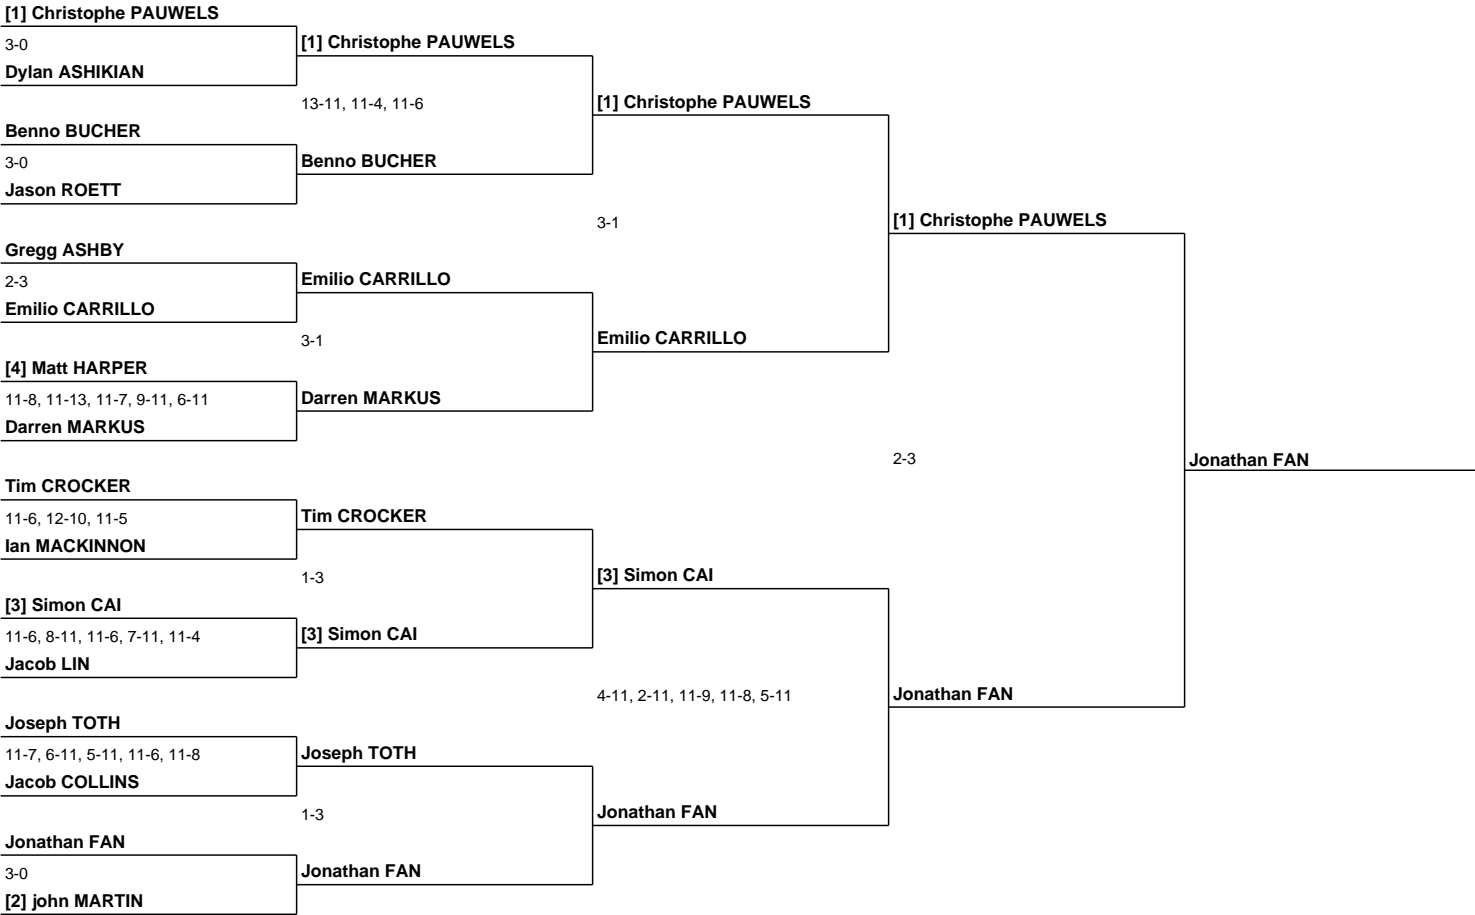 [1] Christophe PAUWELS
3-0
Dylan ASHIKIAN
Benno BUCHER
3-0
Jason ROETT
Gregg ASHBY
2-3
Emilio CARRILLO
[4] Matt HARPER
11-8, 11-13, 11-7, 9-11, 6-11
Darren MARKUS
Tim CROCKER
11-6, 12-10, 11-5
Ian MACKINNON
[3] Simon CAI
11-6, 8-11, 11-6, 7-11, 11-4
Jacob LIN
Joseph TOTH
11-7, 6-11, 5-11, 11-6, 11-8
Jacob COLLINS
Jonathan FAN
3-0
[2] john MARTIN
[1] Christophe PAUWELS
13-11, 11-4, 11-6
Benno BUCHER
Emilio CARRILLO
3-1
Darren MARKUS
Tim CROCKER
1-3
[3] Simon CAI
Joseph TOTH
1-3
Jonathan FAN
[1] Christophe PAUWELS
3-1
Emilio CARRILLO
[3] Simon CAI
4-11, 2-11, 11-9, 11-8, 5-11
Jonathan FAN
[1] Christophe PAUWELS
2-3
Jonathan FAN
Jonathan FAN